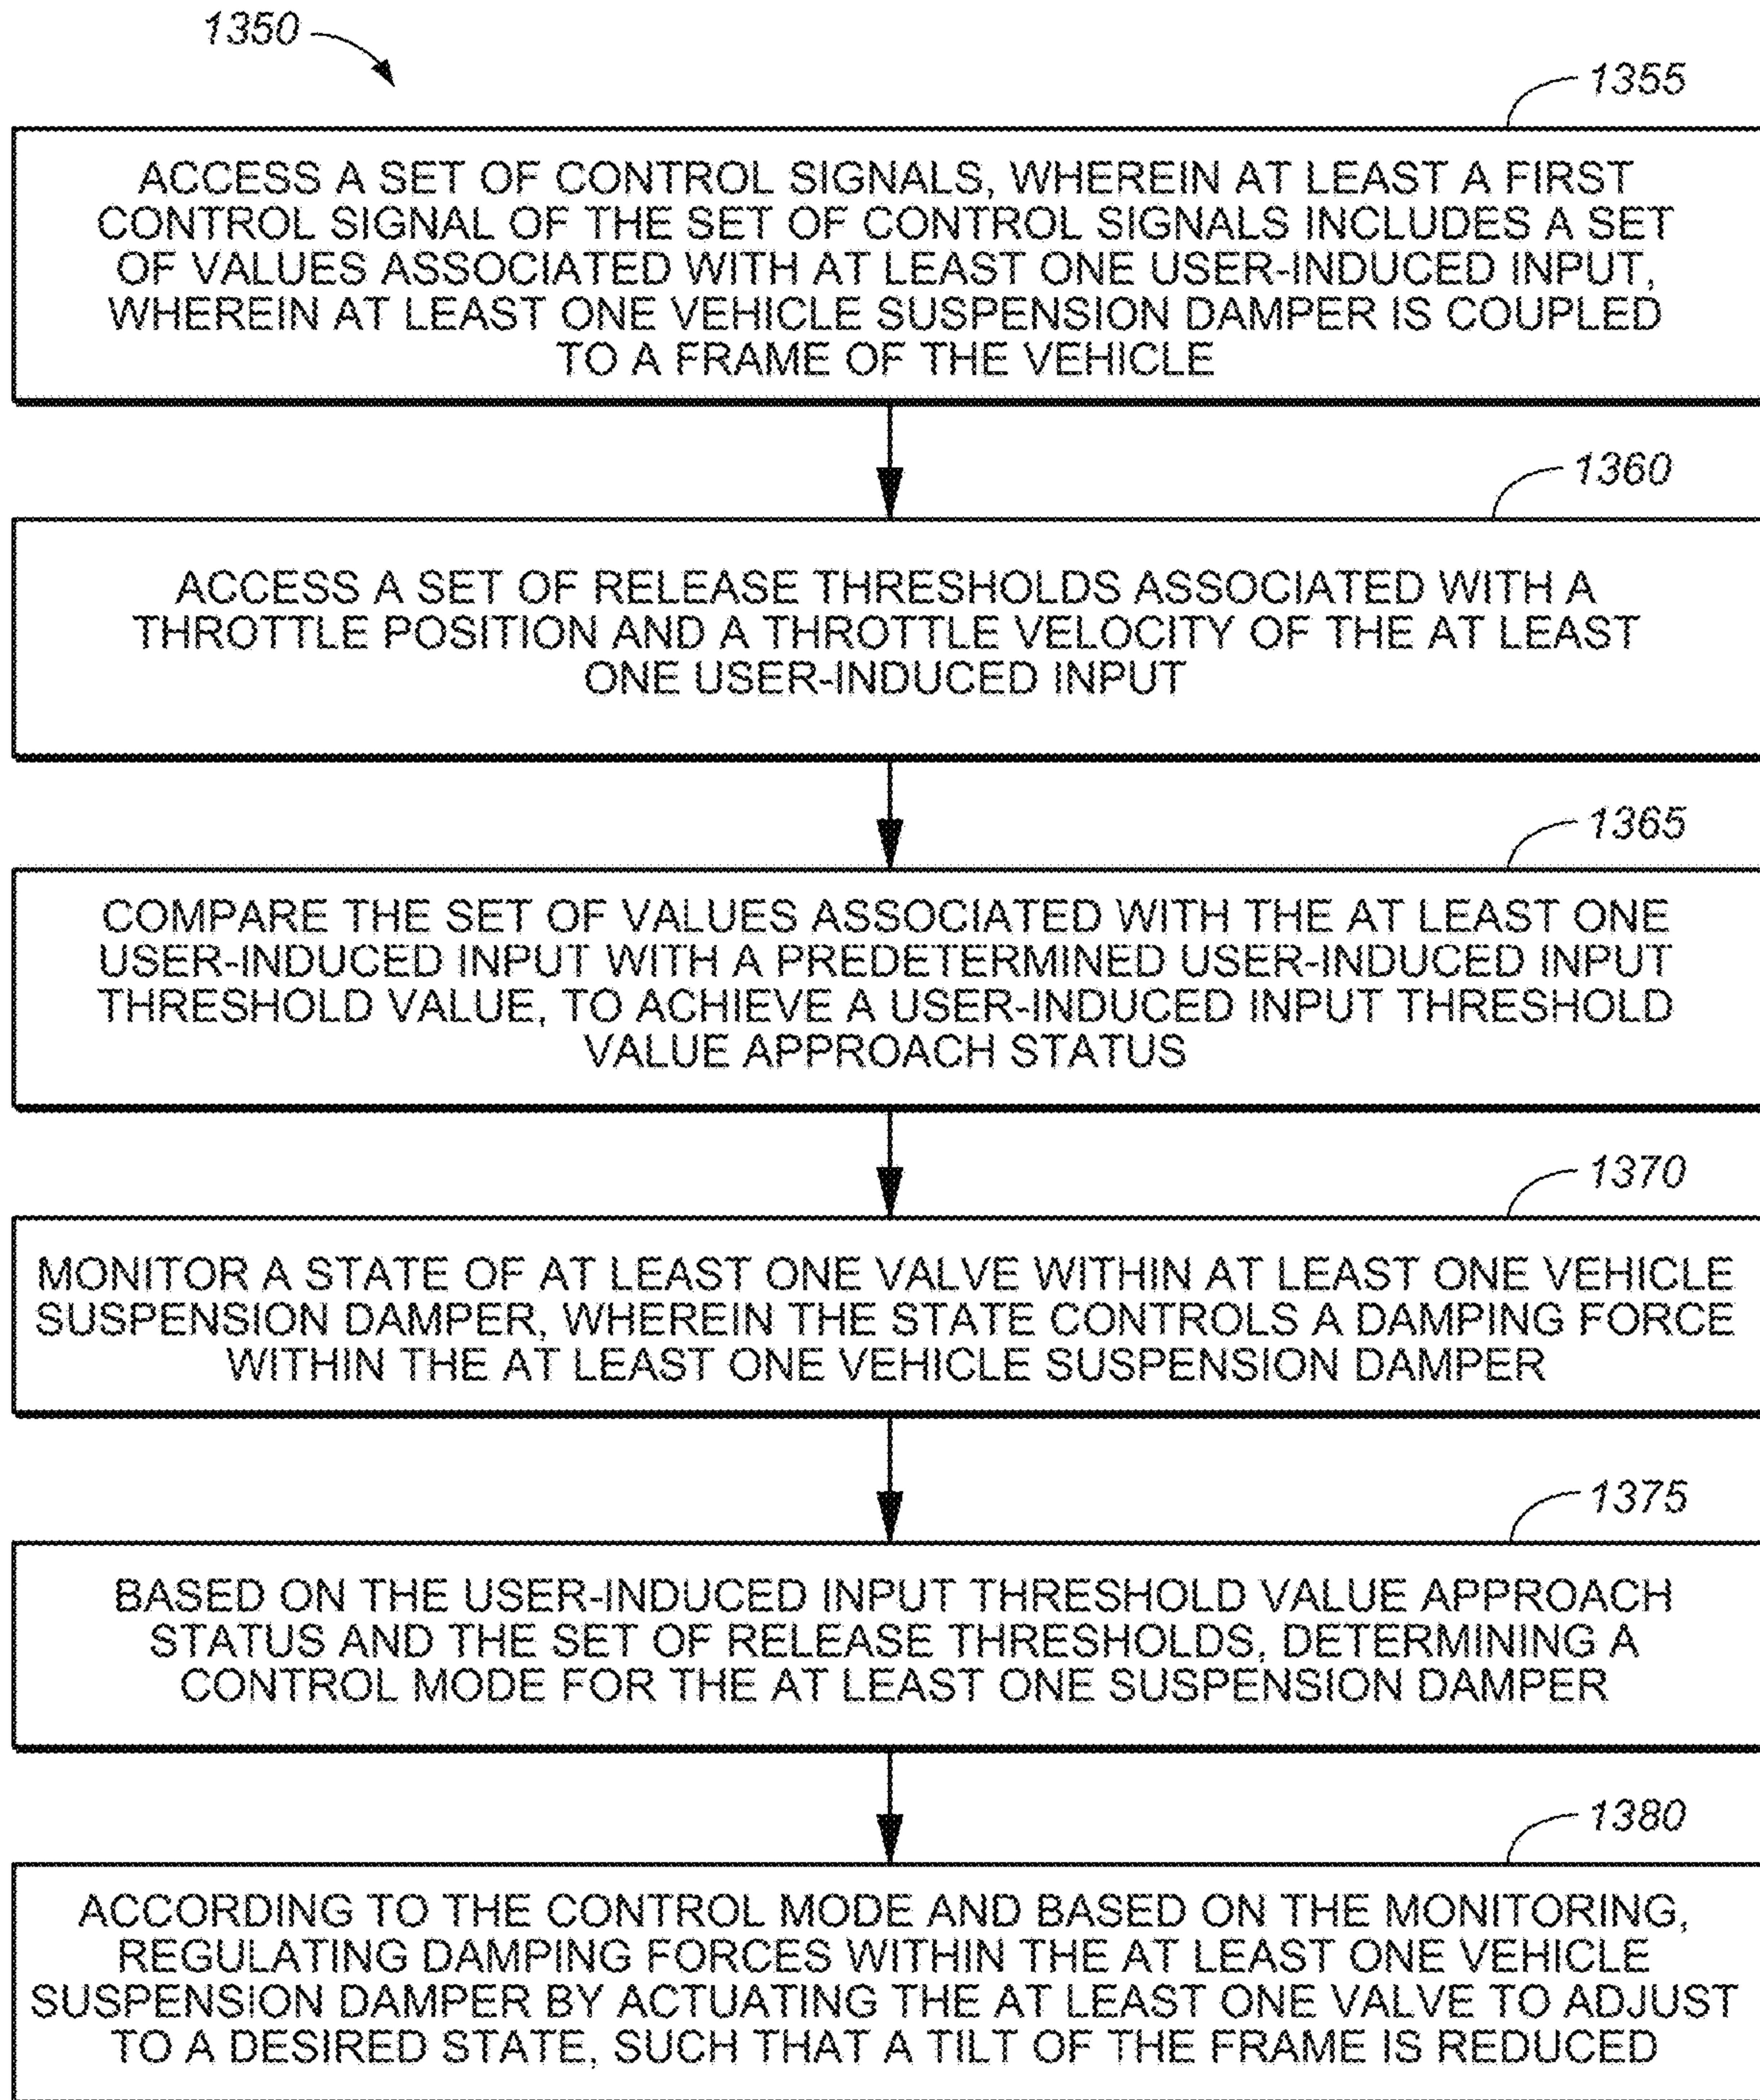 1350
1355
ACCESS A SET OF CONTROL SIGNALS, WHEREIN AT LEAST A FIRST
CONTROL SIGNAL OF THE SET OF CONTROL SIGNALS INCLUDES A SET
OF VALUES ASSOCIATED WITH AT LEAST ONE USER-INDUCED INPUT,
WHEREIN AT LEAST ONE VEHICLE SUSPENSION DAMPER IS COUPLED
TO A FRAME OF THE VEHICLE
1360
ACCESS A SET OF RELEASE THRESHOLDS ASSOCIATED WITH A
THROTTLE POSITION AND A THROTTLE VELOCITY OF THE AT LEAST
ONE USER-INDUCED INPUT
1365
COMPARE THE SET OF VALUES ASSOCIATED WITH THE AT LEAST ONE
USER-INDUCED INPUT WITH A PREDETERMINED USER-INDUCED INPUT
THRESHOLD VALUE, TO ACHIEVE A USER-INDUCED INPUT THRESHOLD
VALUE APPROACH STATUS
1370
MONITOR A STATE OF AT LEAST ONE VALVE WITHIN AT LEAST ONE VEHICLE
SUSPENSION DAMPER, WHEREIN THE STATE CONTROLS A DAMPING FORCE
WITHIN THE AT LEAST ONE VEHICLE SUSPENSION DAMPER
1375
BASED ON THE USER-INDUCED INPUT THRESHOLD VALUE APPROACH
STATUS AND THE SET OF RELEASE THRESHOLDS, DETERMINING A
CONTROL MODE FOR THE AT LEAST ONE SUSPENSION DAMPER
1380
ACCORDING TO THE CONTROL MODE AND BASED ON THE MONITORING,
REGULATING DAMPING FORCES WITHIN THE AT LEAST ONE VEHICLE
SUSPENSION DAMPER BY ACTUATING THE AT LEAST ONE VALVE TO ADJUST
TO A DESIRED STATE, SUCH THAT A TILT OF THE FRAME IS REDUCED